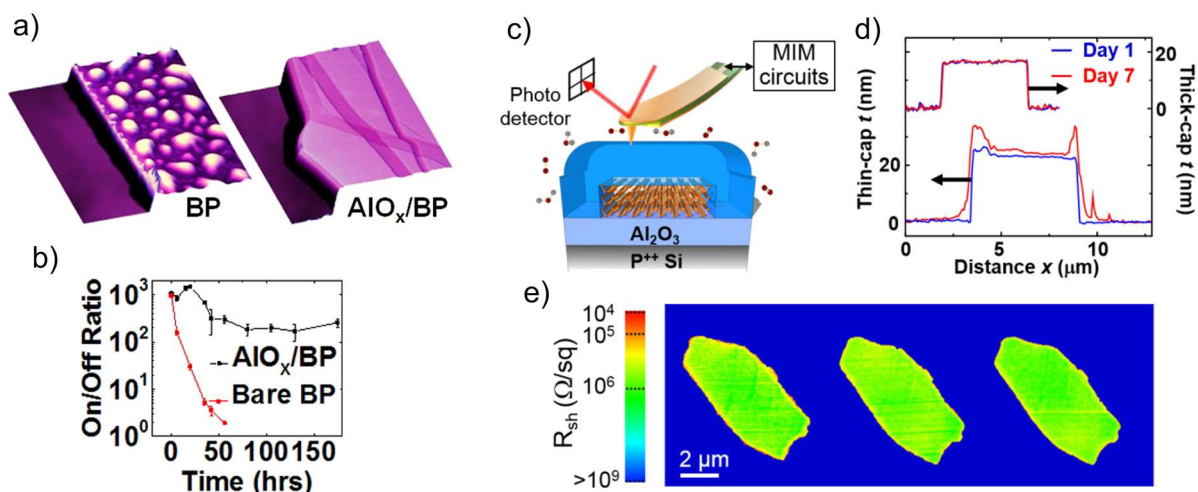 a)
BP
AlOₓ/BP
b)
On/Off Ratio
10³
10²
10¹
10⁰
AlOₓ/BP
Bare BP
0 50 100 150
Time (hrs)
c)
Photo
detector
MIM
circuits
Al₂O₃
P⁺⁺ Si
d)
Thin-cap t (nm)
20
0
Day 1
Day 7
20
0
Thick-cap t (nm)
0 5 10
Distance x (μm)
e)
Rsh (Ω/sq)
10⁴
10⁵
10⁶
>10⁹
2 μm